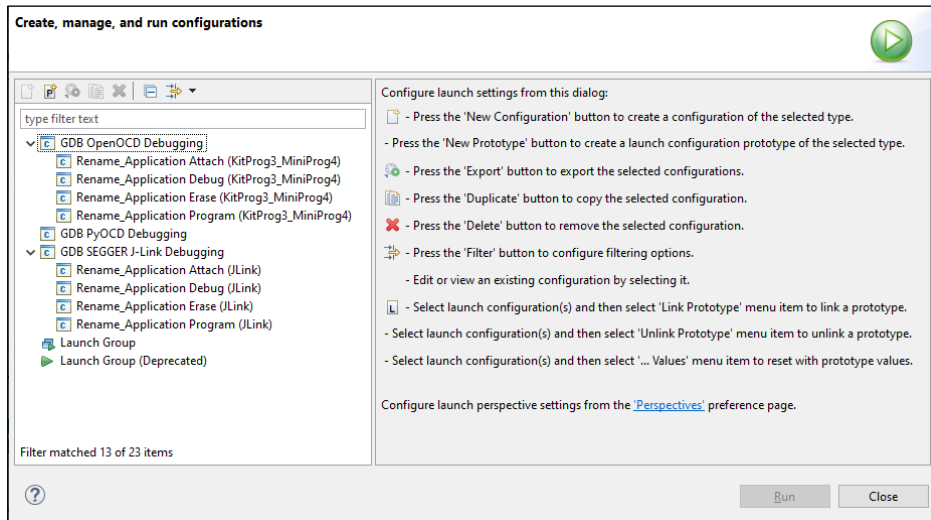 Create, manage, and run configurations
type filter text
GDB OpenOCD Debugging
Rename_Application Attach (KitProg3_MiniProg4)
Rename_Application Debug (KitProg3_MiniProg4)
Rename_Application Erase (KitProg3_MiniProg4)
Rename_Application Program (KitProg3_MiniProg4)
GDB PyOCD Debugging
GDB SEGGER J-Link Debugging
Rename_Application Attach (JLink)
Rename_Application Debug (JLink)
Rename_Application Erase (JLink)
Rename_Application Program (JLink)
Launch Group
Launch Group (Deprecated)
Filter matched 13 of 23 items
Configure launch settings from this dialog:
- Press the 'New Configuration' button to create a configuration of the selected type.
- Press the 'New Prototype' button to create a launch configuration prototype of the selected type.
- Press the 'Export' button to export the selected configurations.
- Press the 'Duplicate' button to copy the selected configuration.
- Press the 'Delete' button to remove the selected configuration.
- Press the 'Filter' button to configure filtering options.
- Edit or view an existing configuration by selecting it.
- Select launch configuration(s) and then select 'Link Prototype' menu item to link a prototype.
- Select launch configuration(s) and then select 'Unlink Prototype' menu item to unlink a prototype.
- Select launch configuration(s) and then select '... Values' menu item to reset with prototype values.
Configure launch perspective settings from the 'Perspectives' preference page.
Run
Close